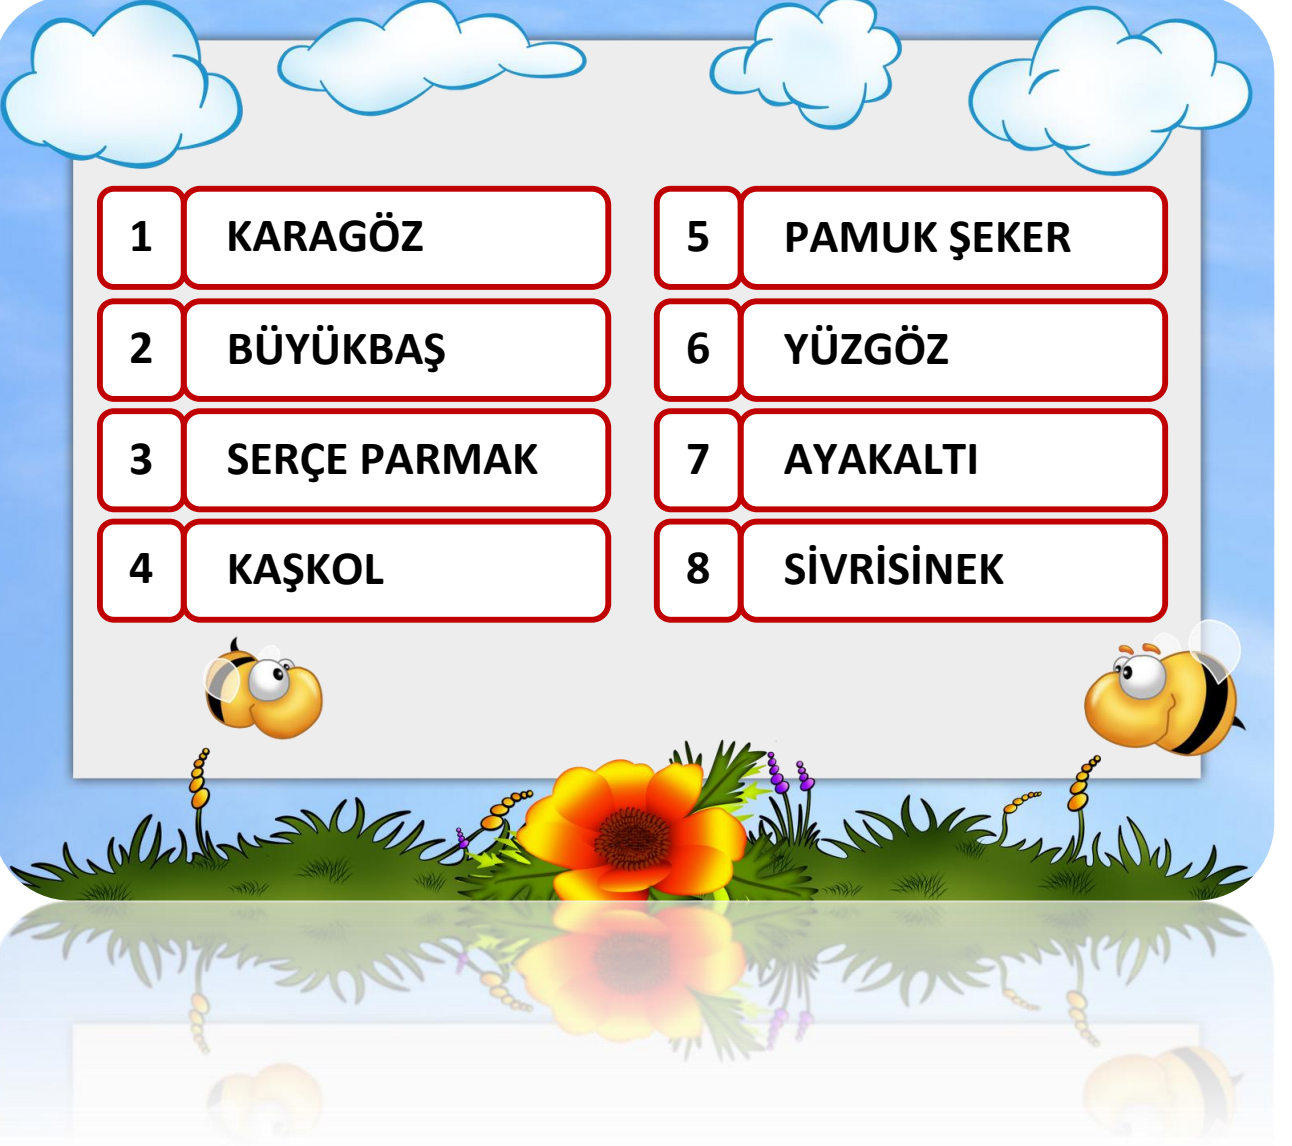 1 KARAGÖZ
2 BÜYÜKBAŞ
3 SERÇE PARMAK
4 KAŞKOL
5 PAMUK ŞEKER
6 YÜZGÖZ
7 AYAKALTI
8 SİVRİSİNEK